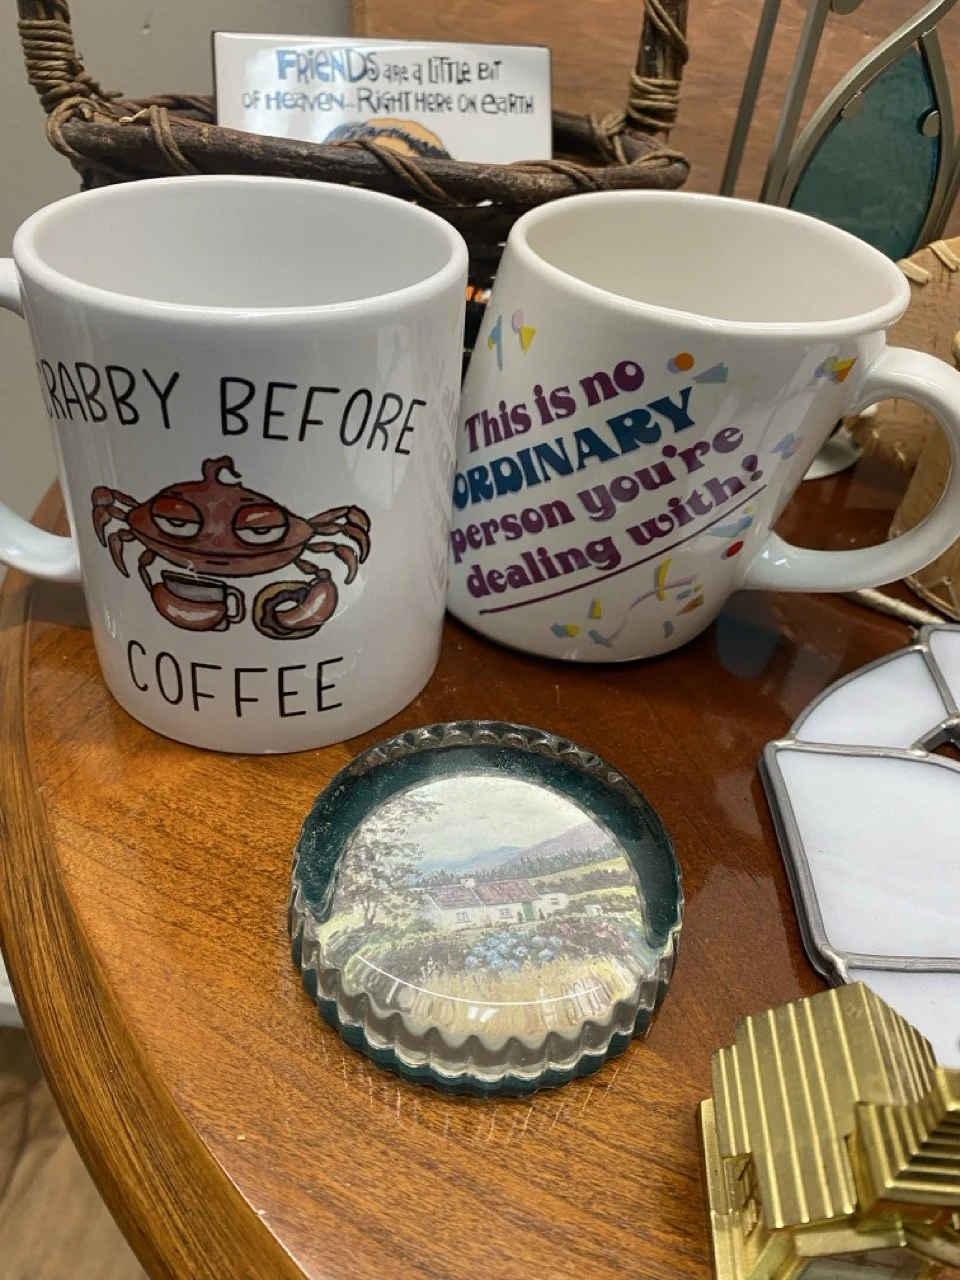 FRIENDS are a LITTLE BIT
OF HEAVEN-RIGHT HERE ON EARTH
CRABBY BEFORE
COFFEE
This is no
ORDINARY
person you're
dealing with!